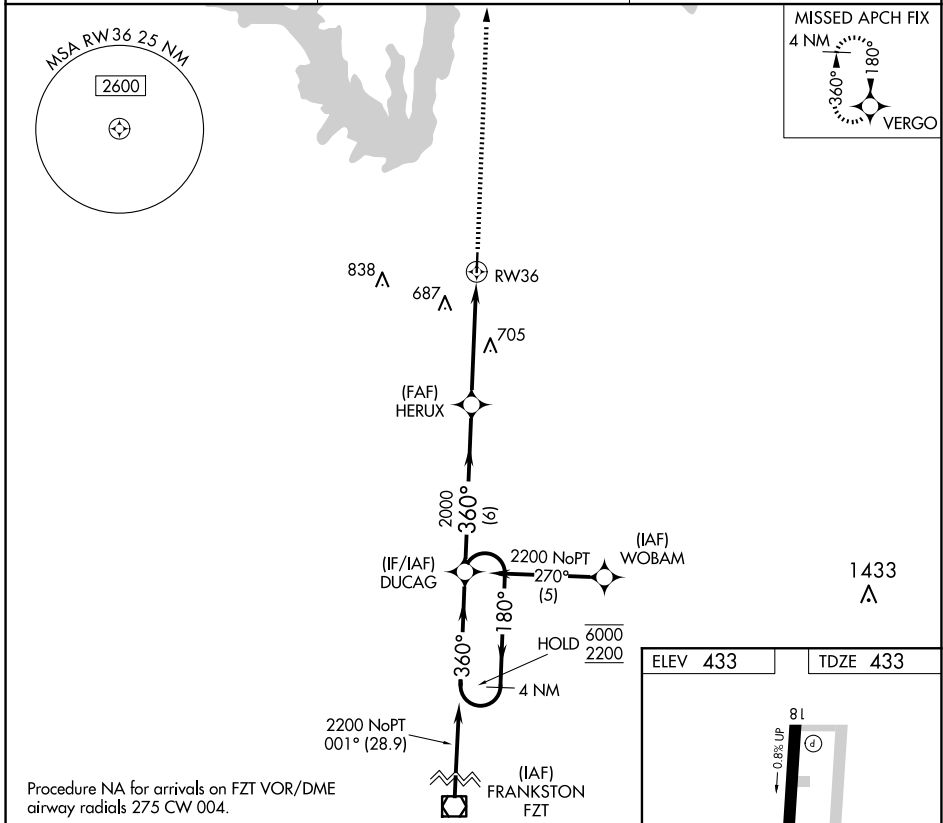 MSA RW36 25 NM
2600
MISSED APCH FIX
4 NM
360°
180°
VERGO
838
687
RW36
705
(FAF)
HERUX
2000
360°
(6)
(IF/IAF)
DUCAG
2200 NoPT
270°
(5)
(IAF)
WOBAM
1433
360°
180°
HOLD
6000
2200
4 NM
2200 NoPT
001° (28.9)
(IAF)
FRANKSTON
FZT
Procedure NA for arrivals on FZT VOR/DME
airway radials 275 CW 004.
ELEV 433
TDZE 433
18
P
0.8% UP